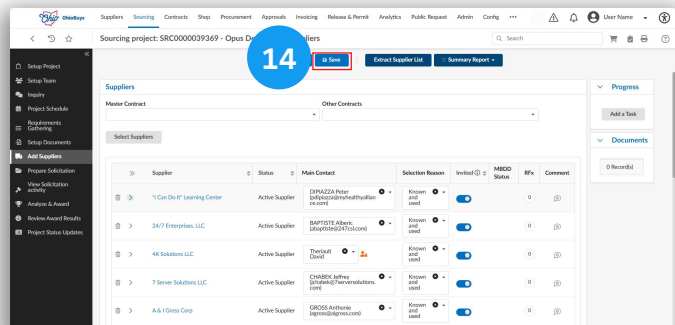 Ohio OhioBuys
Suppliers Sourcing Contracts Shop Procurement Approvals Invoicing Release & Permit Analytics Public Request Admin Config ••• User Name
Sourcing project: SRC0000039369 - Opus De
liers
Search
14
Save Extract Supplier List Summary Report
Setup Project
Setup Team
Inquiry
Project Schedule
Requirements
Gathering
Setup Documents
Add Suppliers
Prepare Solicitation
View Solicitation
activity
Analyze & Award
Review Award Results
Project Status Updates
Suppliers
Master Contract Other Contracts
Select Suppliers
Supplier Status Main Contact Selection Reason Invited MBDD
Status RFx Comment
"I Can Do It" Learning Center Active Supplier DIPIAZZA Peter
(pdipiazza@myhealthyallian
ce.com) Known
and
used 0
24/7 Enterprises, LLC Active Supplier BAPTISTE Alberic
(abaptiste@247csl.com) Known
and
used 0
4K Solutions LLC Active Supplier Theriault
David Known
and
used 0
7 Server Solutions LLC Active Supplier CHABEK Jeffrey
(jchabek@7serversolutions.
com) Known
and
used 0
A & I Gross Corp Active Supplier GROSS Anthonie
(agross@aigross.com) Known
and
used 0
Progress
Add a Task
Documents
0 Record(s)